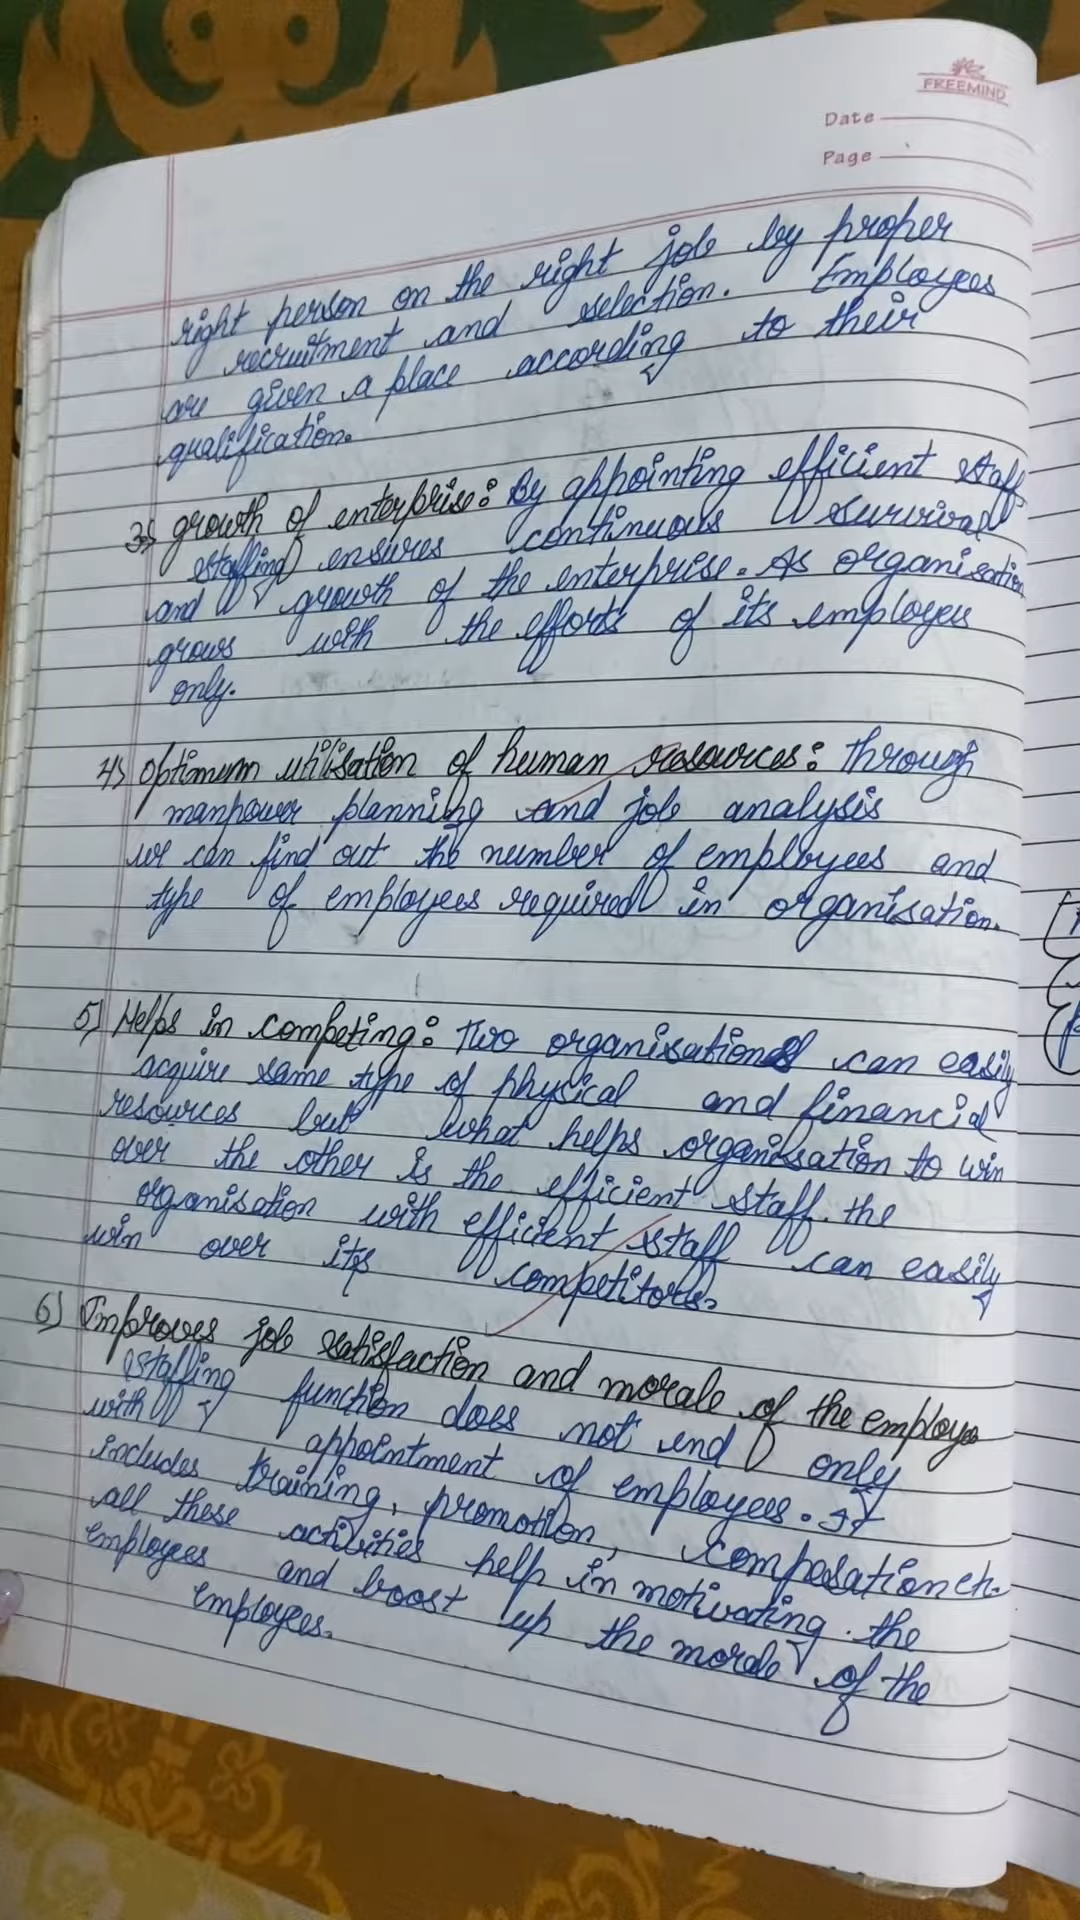 FREEMIND
Date
Page
right person on the right job by proper
recruitment and selection. Employees
are given a place according to their
qualification.
3) growth of enterprise: By appointing efficient staff
staffing ensures continuous survival
and growth of the enterprise. As organisation
grows with the efforts of its employees
only.
4) optimum utilisation of human resources: through
manpower planning and job analysis
we can find out the number of employees and
type of employees required in organisation.
5) Helps in competing: Two organisations can easily
acquire same type of physical and financial
resources but what helps organisation to win
over the other is the efficient staff. the
organisation with efficient staff can easily
win over its competitors.
6) Improves job satisfaction and morale of the employee
staffing function does not end only
with appointment of employees. It
includes training, promotion, compesation etc.
all these activities help in motivating the
employees and boost up the morale of the
employees.